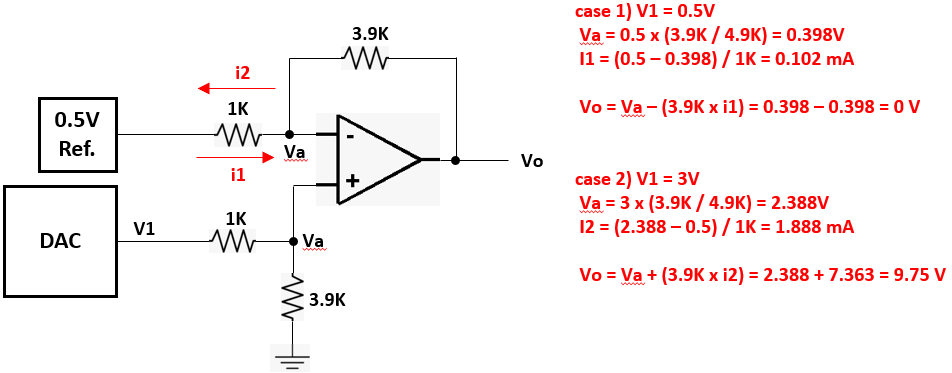 case 1) V1 = 0.5V
Va = 0.5 x (3.9K / 4.9K) = 0.398V
I1 = (0.5 – 0.398) / 1K = 0.102 mA
Vo = Va – (3.9K x i1) = 0.398 – 0.398 = 0 V
case 2) V1 = 3V
Va = 3 x (3.9K / 4.9K) = 2.388V
I2 = (2.388 – 0.5) / 1K = 1.888 mA
Vo = Va + (3.9K x i2) = 2.388 + 7.363 = 9.75 V
3.9K
i2
1K
0.5V
Ref.
Va
-
i1
+
Vo
DAC
V1
1K
Va
3.9K